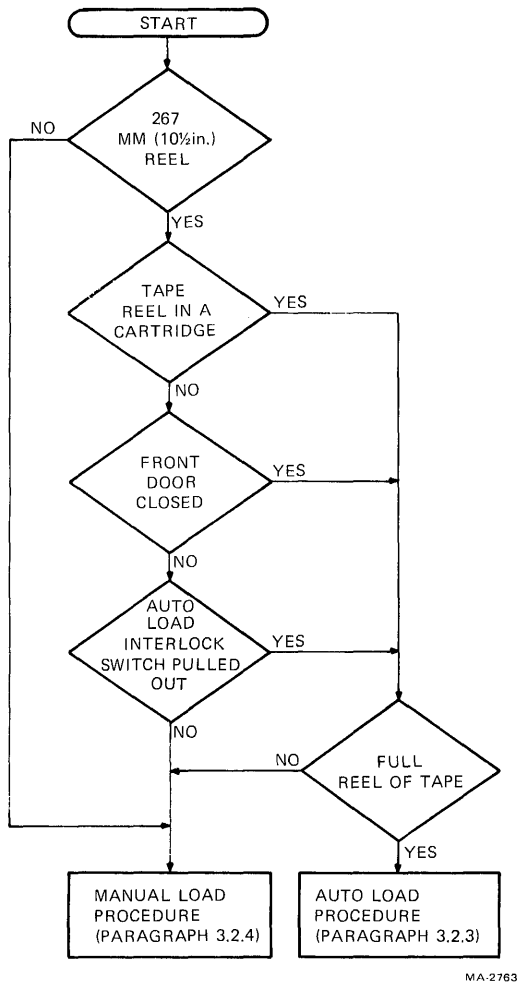 START
267
MM (10½in.)
REEL
NO
YES
TAPE
REEL IN A
CARTRIDGE
YES
NO
FRONT
DOOR
CLOSED
YES
NO
AUTO
LOAD
INTERLOCK
SWITCH PULLED
OUT
YES
NO
FULL
REEL OF TAPE
NO
YES
MANUAL LOAD
PROCEDURE
(PARAGRAPH 3.2.4)
AUTO LOAD
PROCEDURE
(PARAGRAPH 3.2.3)
MA-2763